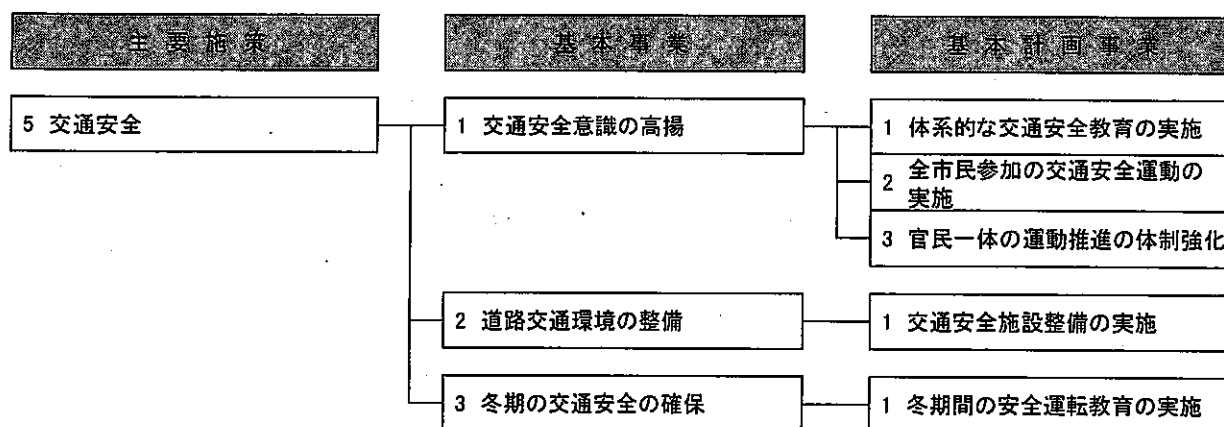 主要施策
基本事業
基本計画事業
5 交通安全
1 交通安全意識の高揚
1 体系的な交通安全教育の実施
2 全市民参加の交通安全運動の
実施
3 官民一体の運動推進の体制強化
2 道路交通環境の整備
1 交通安全施設整備の実施
3 冬期の交通安全の確保
1 冬期間の安全運転教育の実施